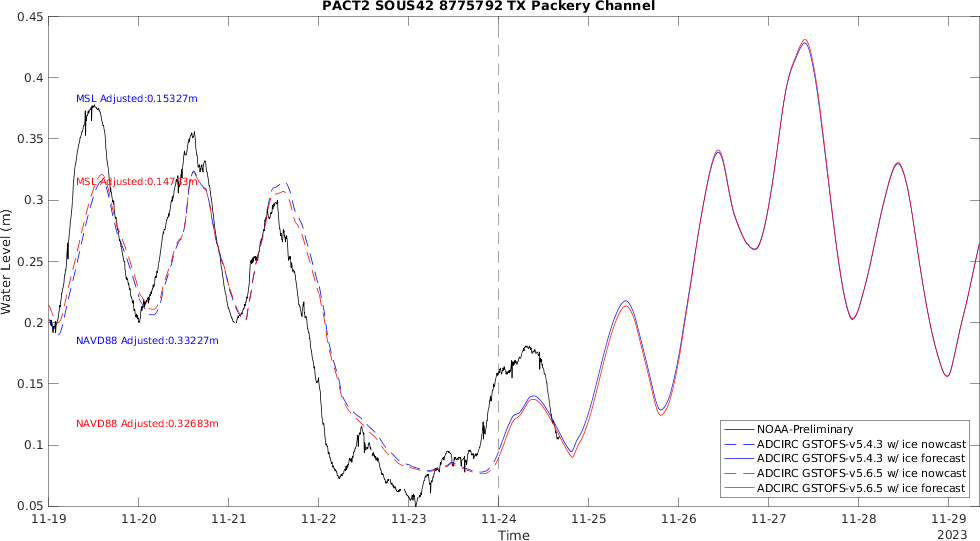 PACT2 SOUS42 8775792 TX Packery Channel
0.45
0.4
0.35
0.3
0.25
0.2
0.15
0.1
0.05
Water Level (m)
MSL Adjusted:0.15327m
MSL
NAVD88 Adjusted:0.33227m
NAVD88 Adjusted:0.32683m
NOAA-Preliminary
ADCIRC GSTOFS-v5.4.3 w/ ice nowcast
ADCIRC GSTOFS-v5.4.3 w/ ice forecast
ADCIRC GSTOFS-v5.6.5 w/ ice nowcast
ADCIRC GSTOFS-v5.6.5 w/ ice forecast
11-19 11-20 11-21 11-22 11-23 11-24 11-25 11-26 11-27 11-28 11-29
Time
2023